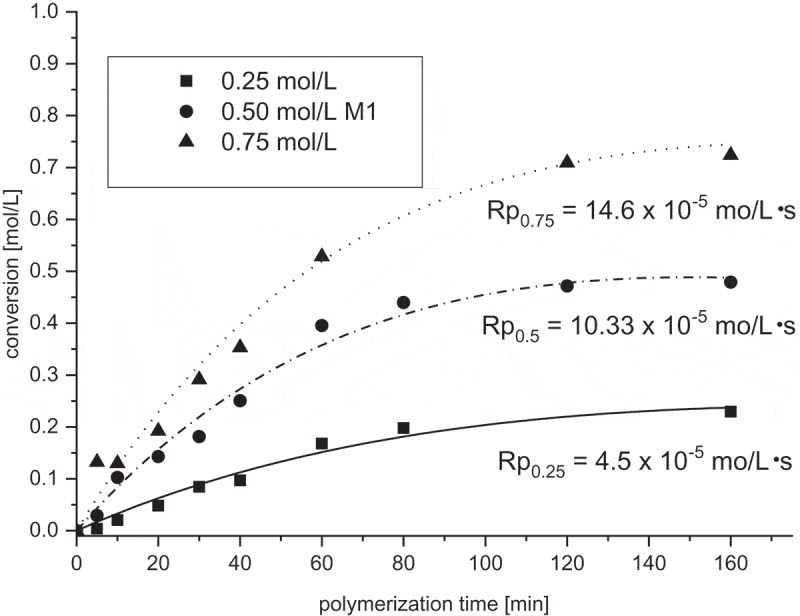 1.0
0.9
0.8
0.7
0.6
0.5
0.4
0.3
0.2
0.1
0.0
conversion [mol/L]
0.25 mol/L
0.50 mol/L M1
0.75 mol/L
Rp0.75 = 14.6 x 10-5 mo/L•s
Rp0.5 = 10.33 x 10-5 mo/L•s
Rp0.25 = 4.5 x 10-5 mo/L•s
0 20 40 60 80 100 120 140 160
polymerization time [min]